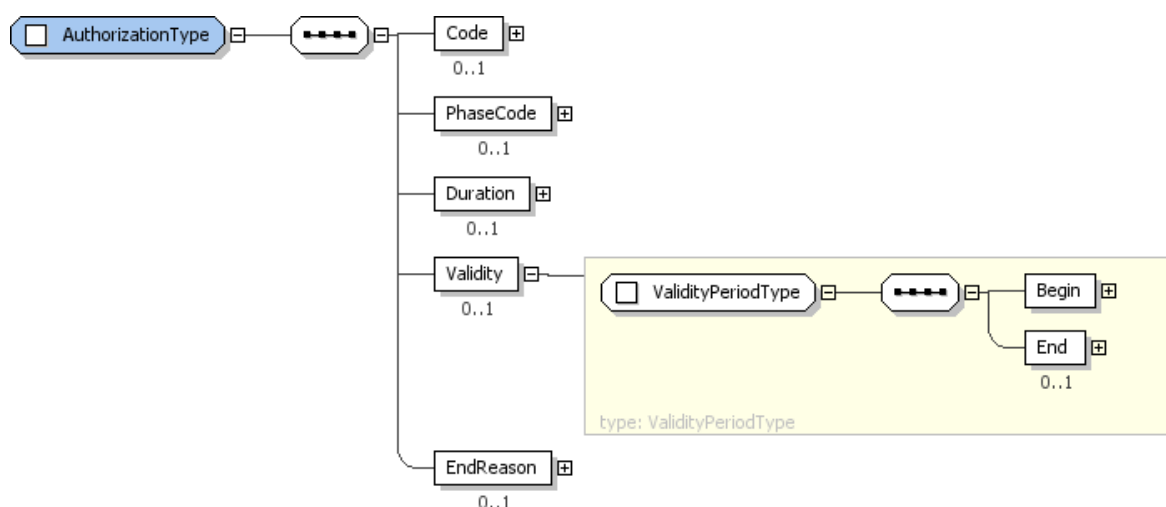 AuthorizationType
Code
0..1
PhaseCode
0..1
Duration
0..1
Validity
0..1
ValidityPeriodType
Begin
End
0..1
type: ValidityPeriodType
EndReason
0..1